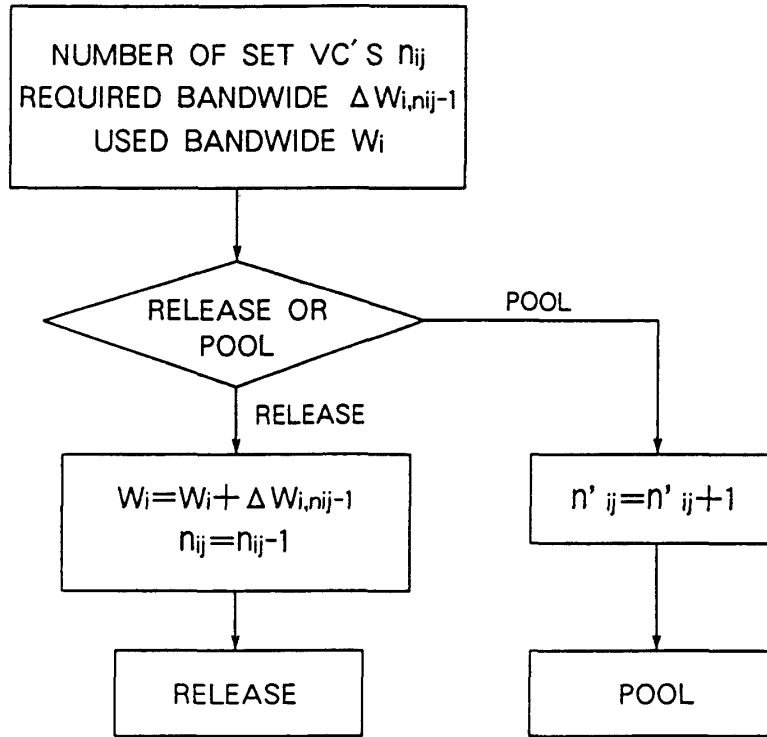 NUMBER OF SET VC'S nij
REQUIRED BANDWIDE ΔWi,nij-1
USED BANDWIDE Wi
RELEASE OR
POOL
POOL
RELEASE
Wi=Wi+ΔWi,nij-1
nij=nij-1
n'ij=n'ij+1
RELEASE
POOL